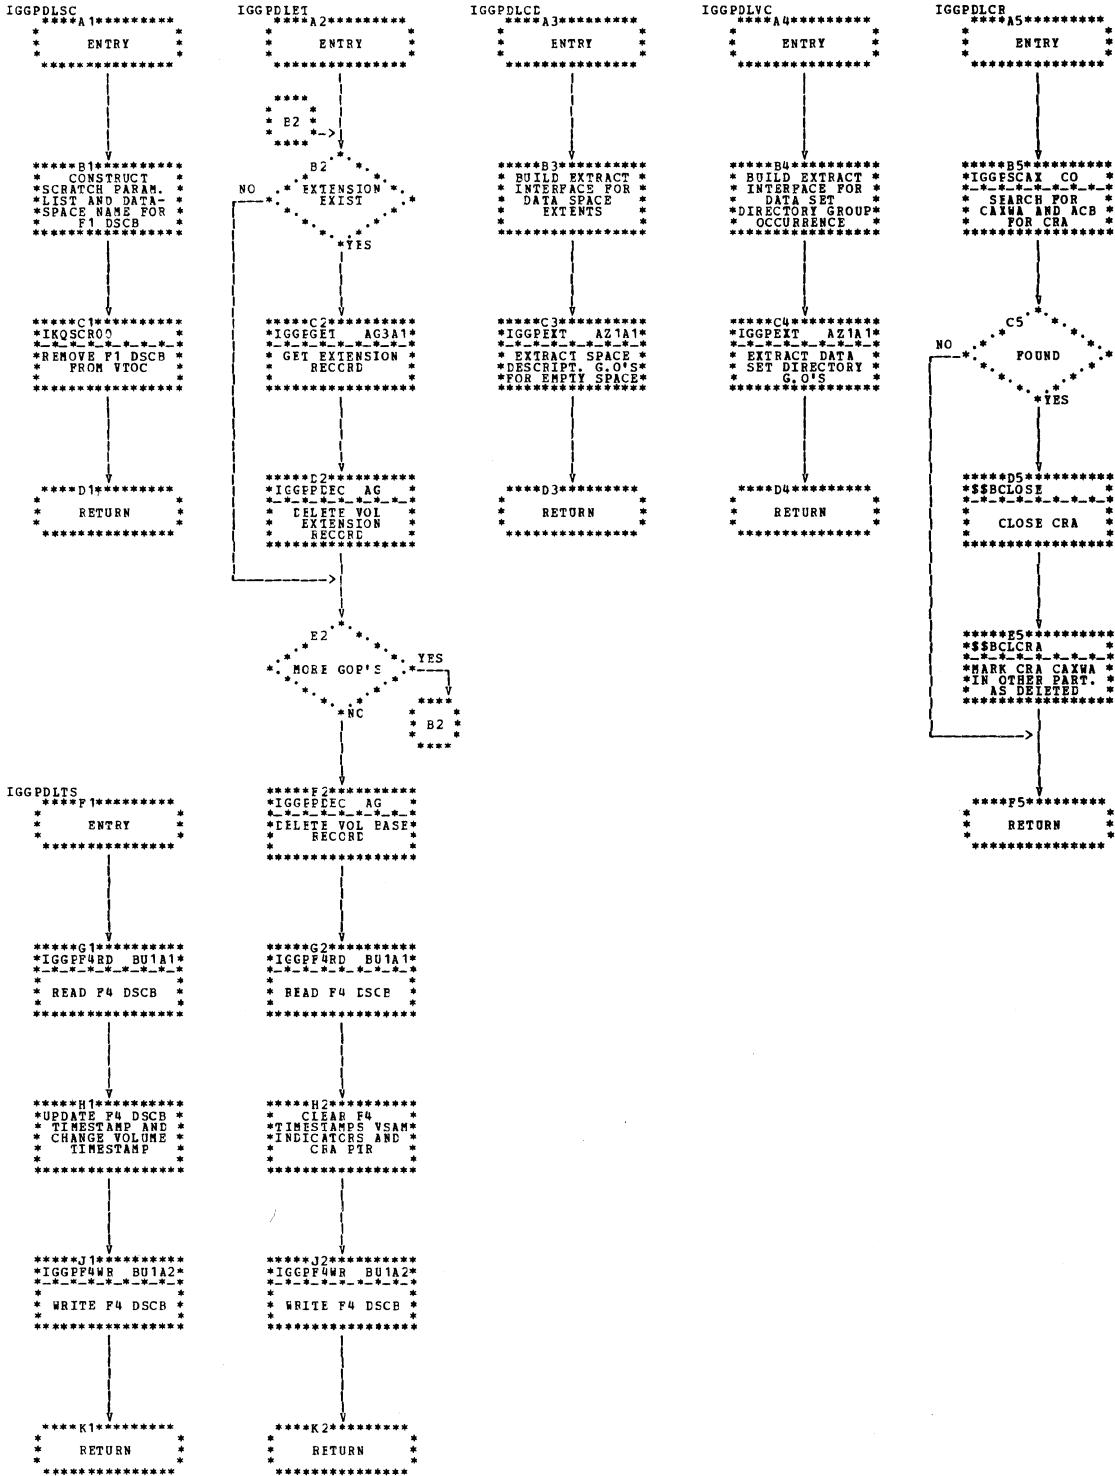 IGGPDLSC
A1
ENTRY
B1
CONSTRUCT
SCRATCH PARAM.
LIST AND DATA-
SPACE NAME FOR
F1 DSCB
C1
IKQSCR00
REMOVE F1 DSCB
FROM VTOC
D1
RETURN
IGGPDLTS
F1
ENTRY
G1
IGGPF4RD BU1A1
READ F4 DSCB
H1
UPDATE F4 DSCB
TIMESTAMP AND
CHANGE VOLUME
TIMESTAMP
J1
IGGPF4WR BU1A2
WRITE F4 DSCB
K1
RETURN
IGGPDLET
A2
ENTRY
B2
B2
EXTENSION
EXIST
NO
YES
C2
IGGPGET AG3A1
GET EXTENSION
RECCRD
D2
IGGPPDEC AG
DELETE VOL
EXTENSION
RECCRD
E2
MORE GOP'S
YES
B2
NC
F2
IGGPPDEC AG
DELETE VOL BASE
RECCRD
G2
IGGPF4RD BU1A1
READ F4 DSCB
H2
CLEAR F4
TIMESTAMPS VSAM
INDICATORS AND
CRA PTR
J2
IGGPF4WR BU1A2
WRITE F4 DSCB
K2
RETURN
IGGPDLCD
A3
ENTRY
B3
BUILD EXTRACT
INTERFACE FOR
DATA SPACE
EXTENTS
C3
IGGPEXT AZ1A1
EXTRACT SPACE
DESCRIPT. G.O'S
FOR EMPTY SPACE
D3
RETURN
IGGPDLVC
A4
ENTRY
B4
BUILD EXTRACT
INTERFACE FOR
DATA SET
DIRECTORY GROUP
OCCURRENCE
C4
IGGPEXT AZ1A1
EXTRACT DATA
SET DIRECTORY
G.O'S
D4
RETURN
IGGPDLCR
A5
ENTRY
B5
IGGPSCAX CO
SEARCH FOR
CAXWA AND ACB
FOR CRA
C5
FOUND
NO
YES
D5
$$BCLOSE
CLOSE CRA
E5
$$BCLCRA
MARK CRA CAXWA
IN OTHER PART.
AS DELETED
F5
RETURN